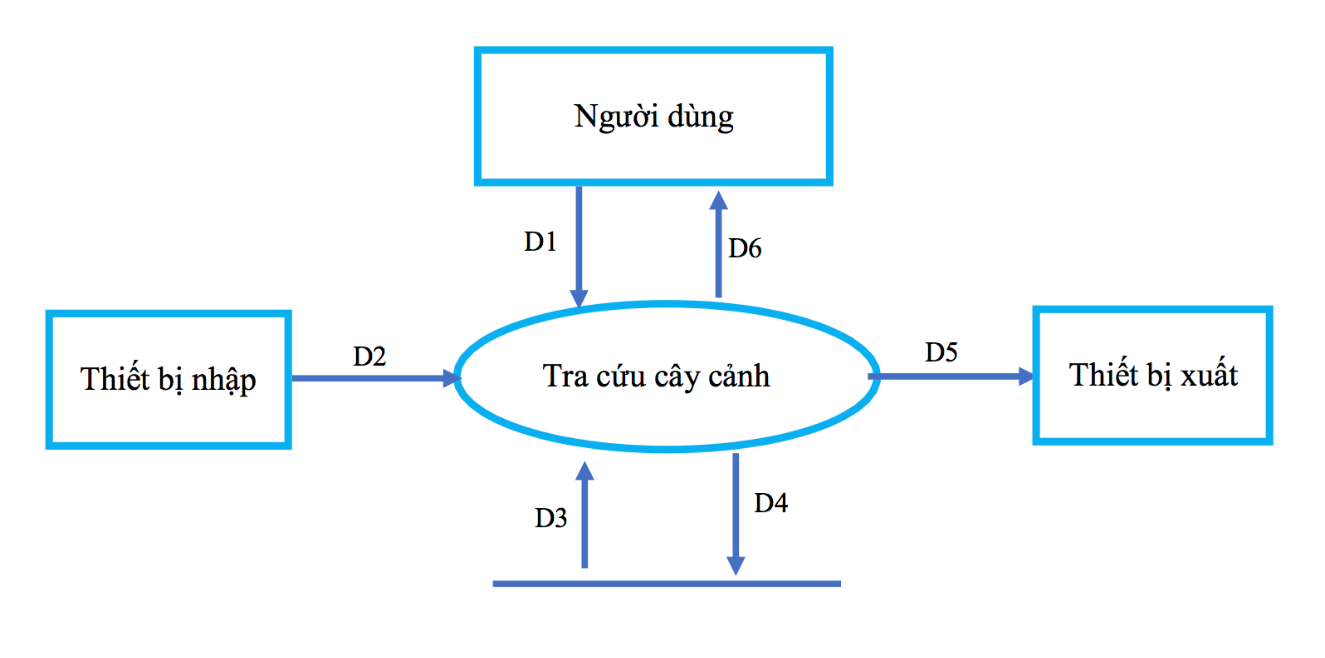 Người dùng
D1
D6
Thiết bị nhập
D2
Tra cứu cây cảnh
D5
Thiết bị xuất
D3
D4